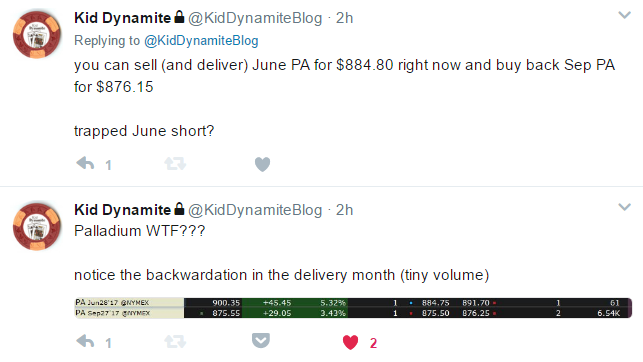 Kid Dynamite @KidDynamiteBlog · 2h
Replying to @KidDynamiteBlog
you can sell (and deliver) June PA for $884.80 right now and buy back Sep PA
for $876.15
trapped June short?
1
Kid Dynamite @KidDynamiteBlog · 2h
Palladium WTF???
notice the backwardation in the delivery month (tiny volume)
PA Jun28'17 @NYMEX 900.35 +45.45 5.32% 1 884.75 891.70 1 61
PA Sep27'17 @NYMEX 875.55 +29.05 3.43% 1 875.50 876.25 2 6.54K
1 2